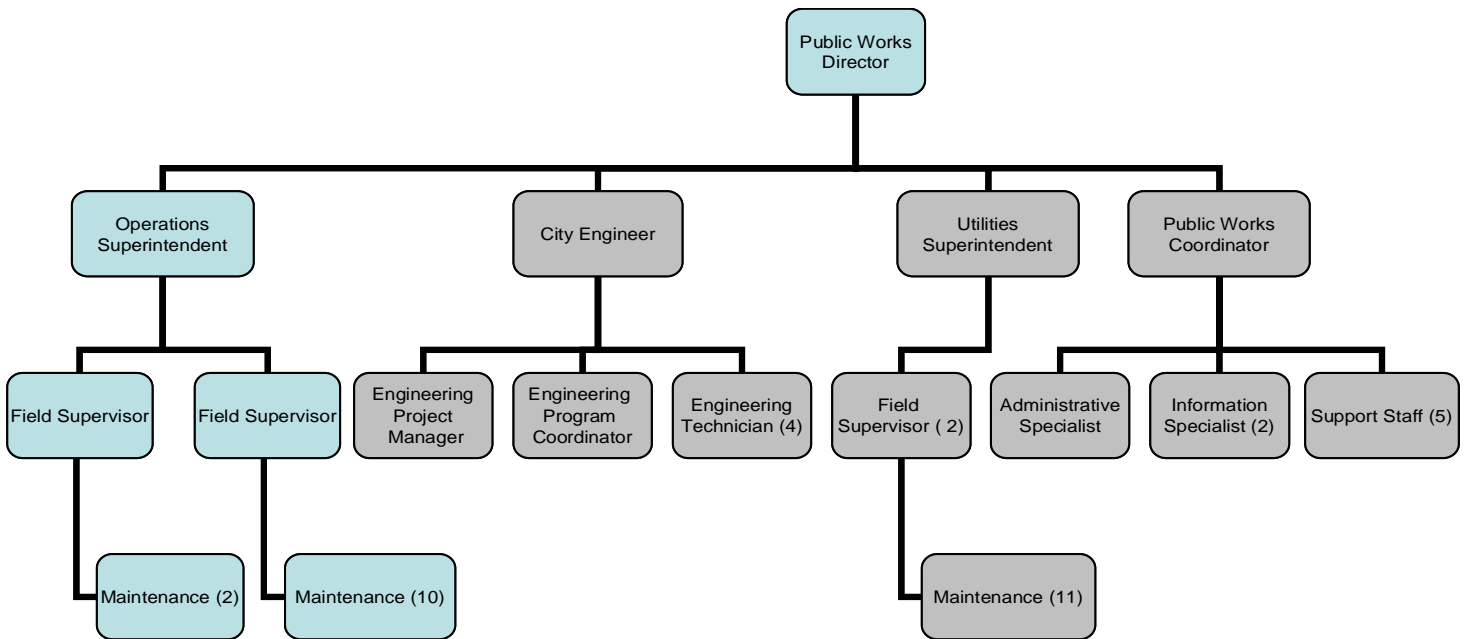 Public Works
Director
Operations
Superintendent
City Engineer
Utilities
Superintendent
Public Works
Coordinator
Field Supervisor
Field Supervisor
Engineering
Project
Manager
Engineering
Program
Coordinator
Engineering
Technician (4)
Field
Supervisor ( 2)
Administrative
Specialist
Information
Specialist (2)
Support Staff (5)
Maintenance (2)
Maintenance (10)
Maintenance (11)